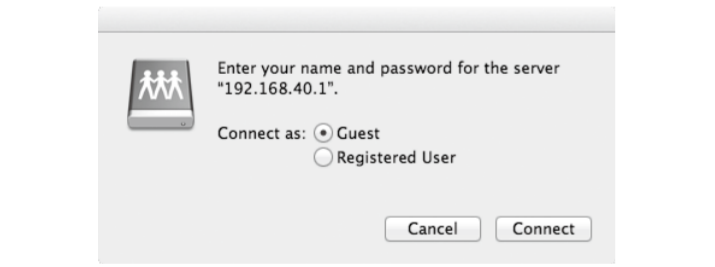 Enter your name and password for the server
“192.168.40.1”.
Connect as: Guest
Registered User
Cancel Connect